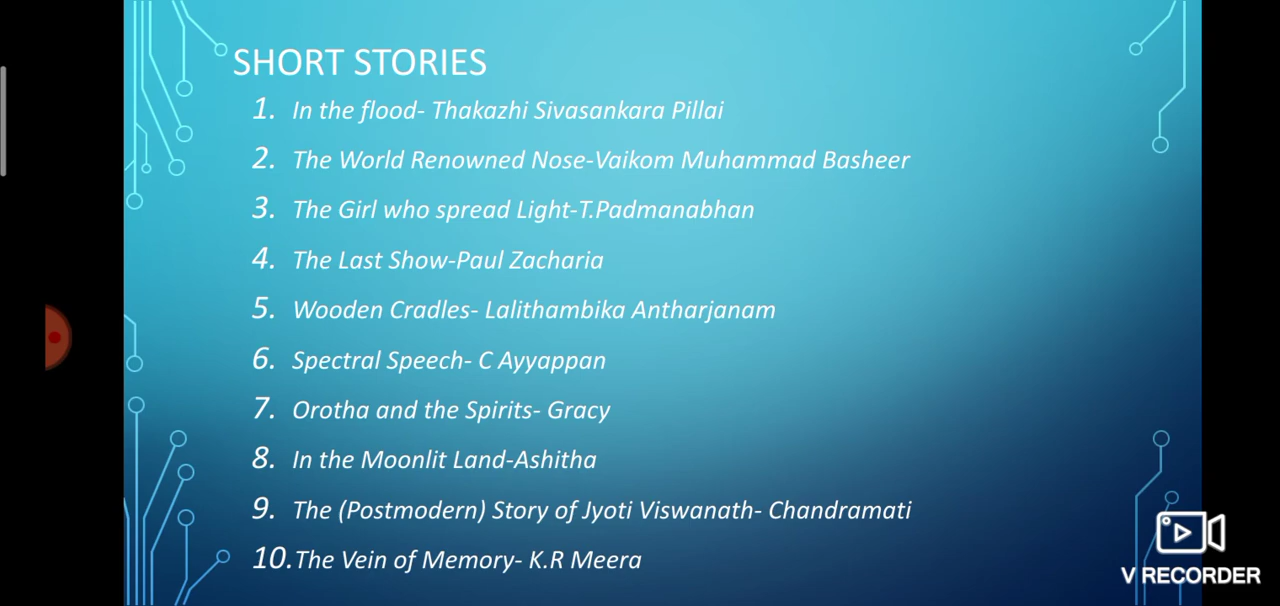 SHORT STORIES
1. In the flood- Thakazhi Sivasankara Pillai
2. The World Renowned Nose-Vaikom Muhammad Basheer
3. The Girl who spread Light-T.Padmanabhan
4. The Last Show-Paul Zacharia
5. Wooden Cradles- Lalithambika Antharjanam
6. Spectral Speech- C Ayyappan
7. Orotha and the Spirits- Gracy
8. In the Moonlit Land-Ashitha
9. The (Postmodern) Story of Jyoti Viswanath- Chandramati
10.The Vein of Memory- K.R Meera
V RECORDER